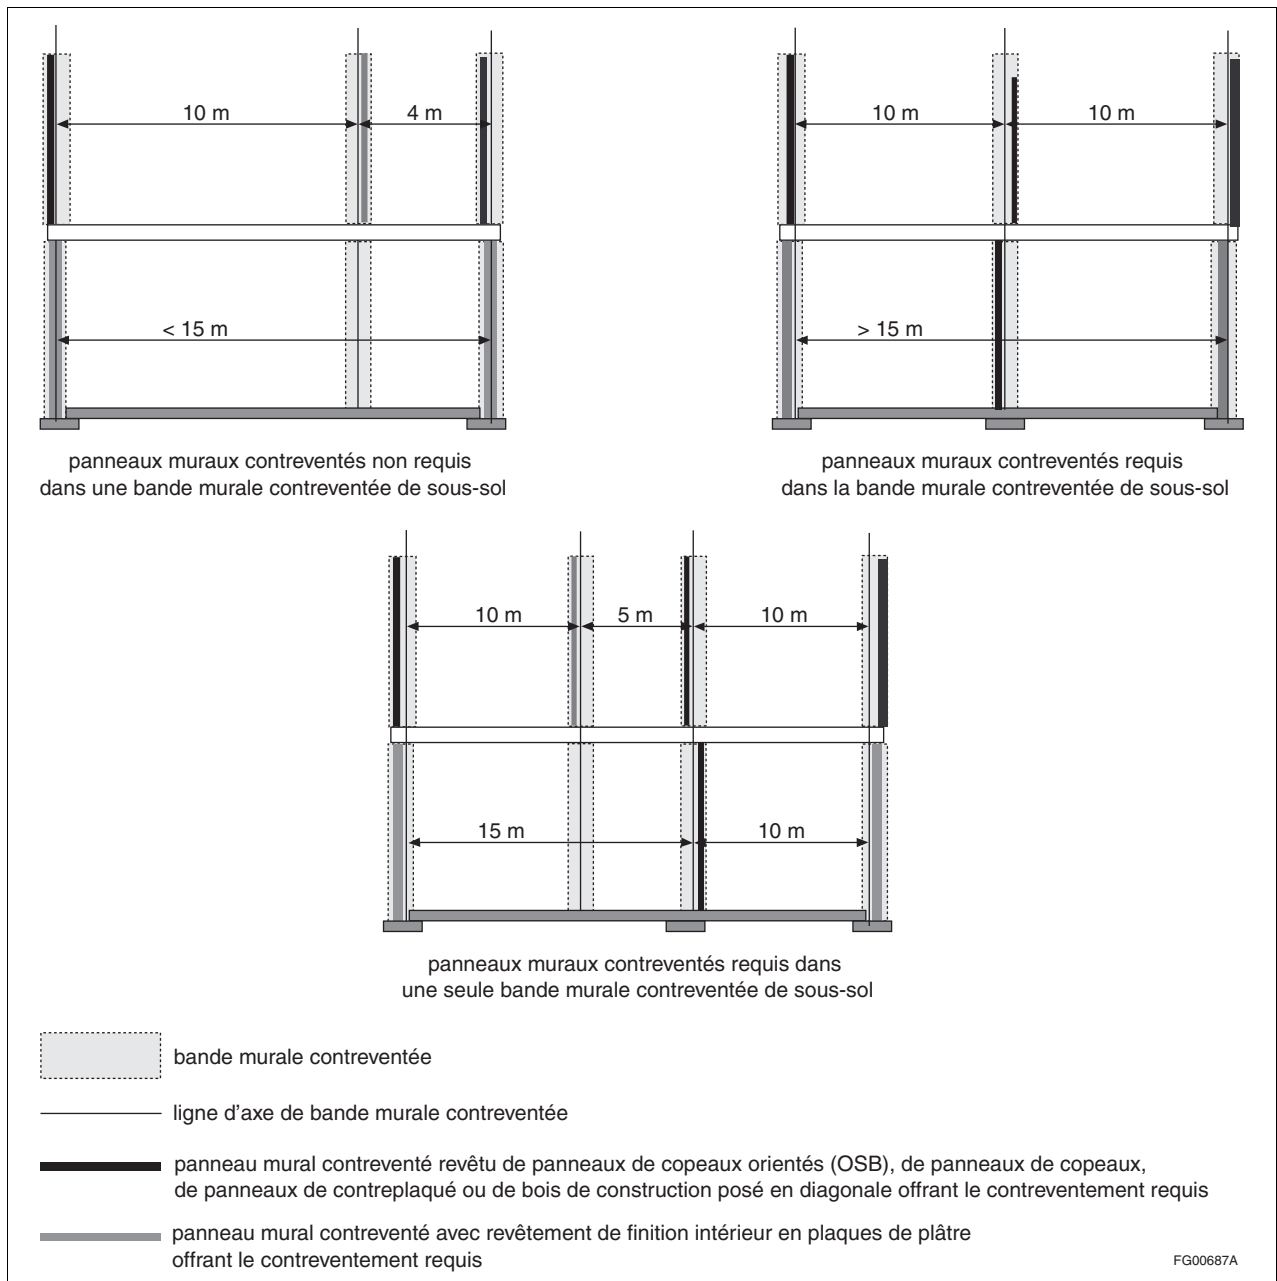 10 m
4 m
< 15 m
panneaux muraux contreventés non requis
dans une bande murale contreventée de sous-sol
10 m
10 m
> 15 m
panneaux muraux contreventés requis
dans la bande murale contreventée de sous-sol
10 m
5 m
10 m
15 m
10 m
panneaux muraux contreventés requis dans
une seule bande murale contreventée de sous-sol
bande murale contreventée
ligne d'axe de bande murale contreventée
panneau mural contreventé revêtu de panneaux de copeaux orientés (OSB), de panneaux de copeaux,
de panneaux de contreplaqué ou de bois de construction posé en diagonale offrant le contreventement requis
panneau mural contreventé avec revêtement de finition intérieur en plaques de plâtre
offrant le contreventement requis
FG00687A